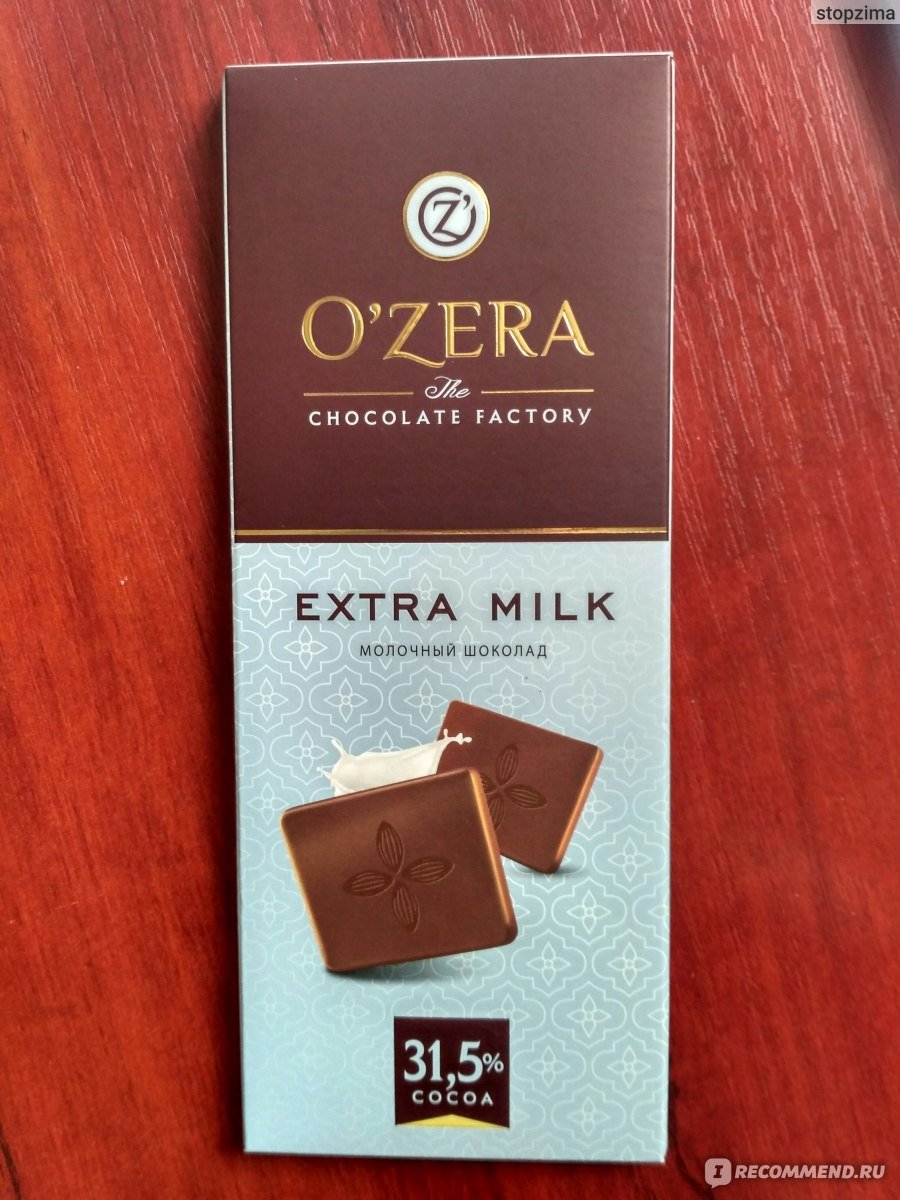 stopzima
Z'
O'ZERA
The
CHOCOLATE FACTORY
EXTRA MILK
МОЛОЧНЫЙ ШОКОЛАД
31,5%
COCOA
I RECOMMEND.RU